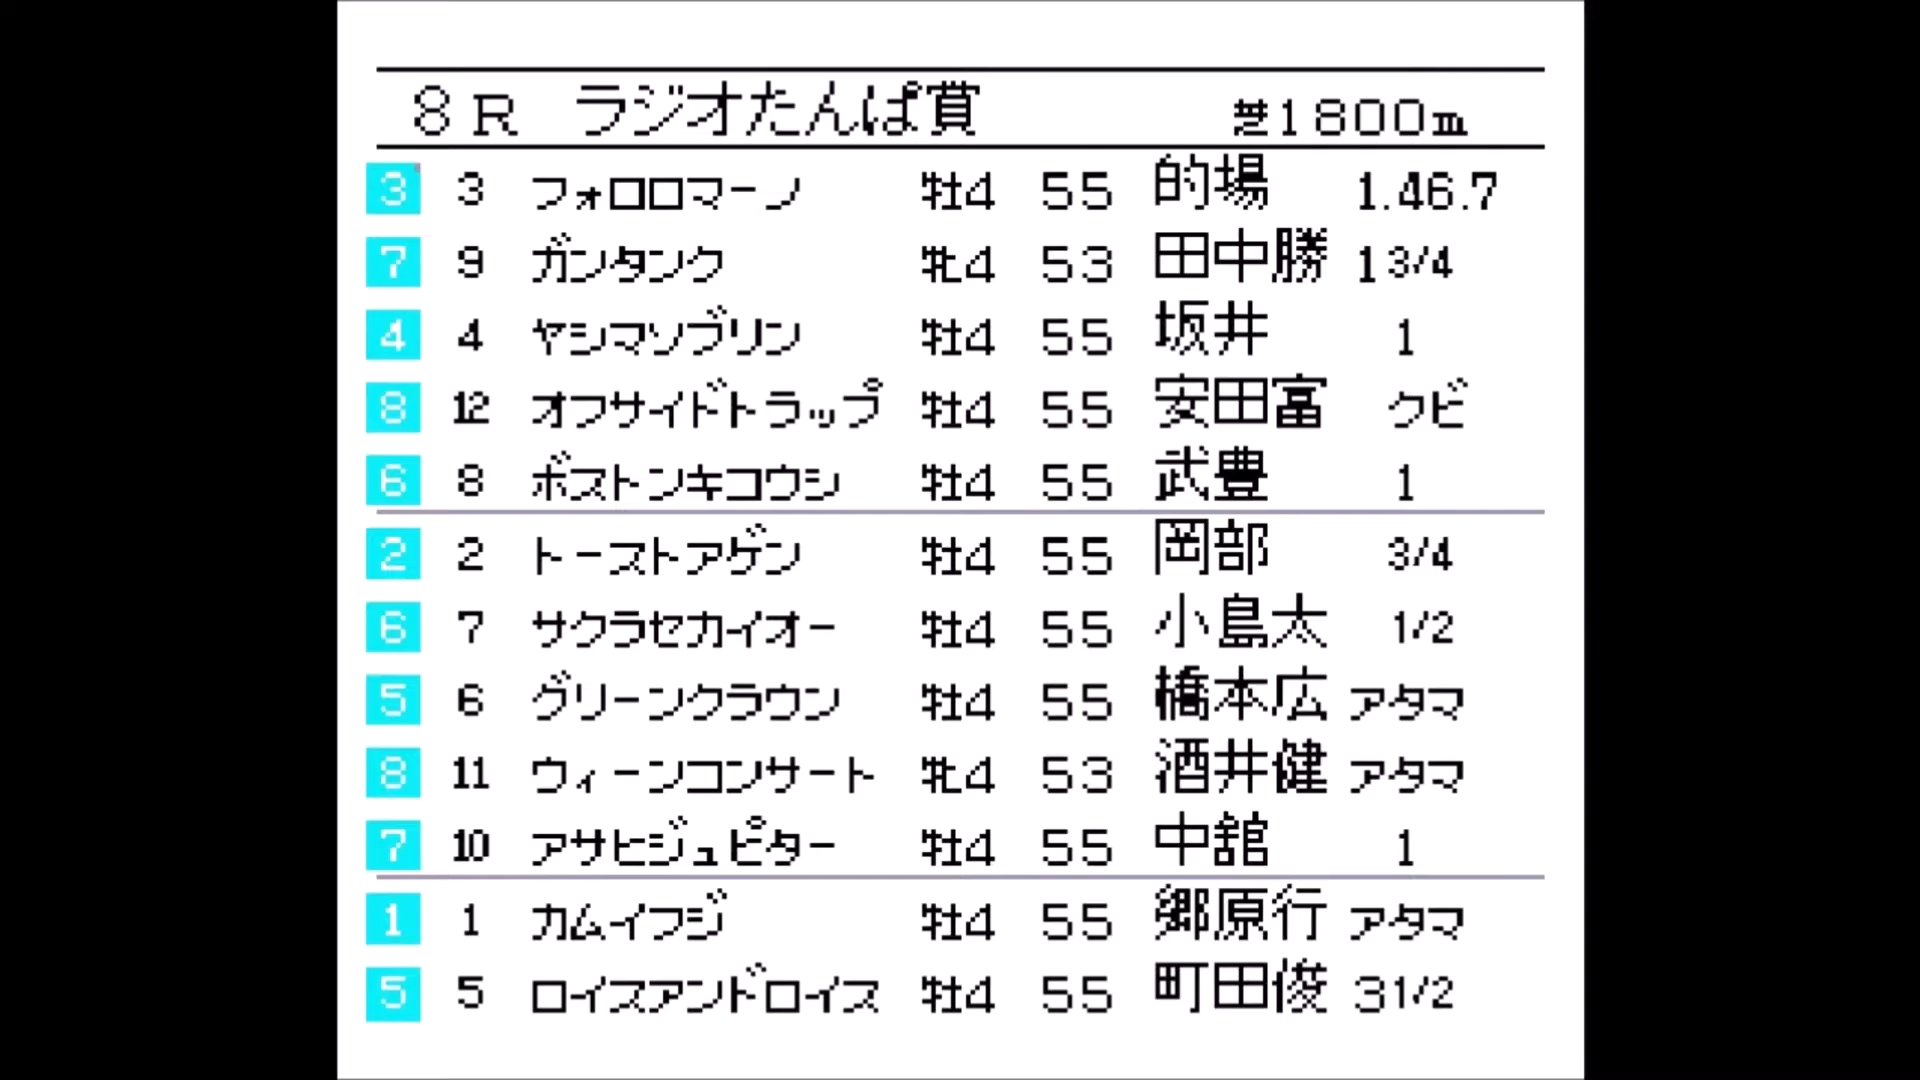 8R ラジオたんぱ賞 芝1800m
3 3 フォロロマーノ 牡4 55 的場 1.46.7
7 9 ガンタンク 牝4 53 田中勝 1 3/4
4 4 ヤシマソブリン 牡4 55 坂井 1
8 12 オフサイドトラップ 牡4 55 安田富 クビ
6 8 ボストンキコウシ 牡4 55 武豊 1
2 2 トーストアゲン 牡4 55 岡部 3/4
6 7 サクラセカイオー 牡4 55 小島太 1/2
5 6 グリーンクラウン 牡4 55 橋本広 アタマ
8 11 ウィーンコンサート 牝4 53 酒井健 アタマ
7 10 アサヒジュピター 牡4 55 中舘 1
1 1 カムイフジ 牡4 55 郷原行 アタマ
5 5 ロイスアンドロイス 牡4 55 町田俊 3 1/2